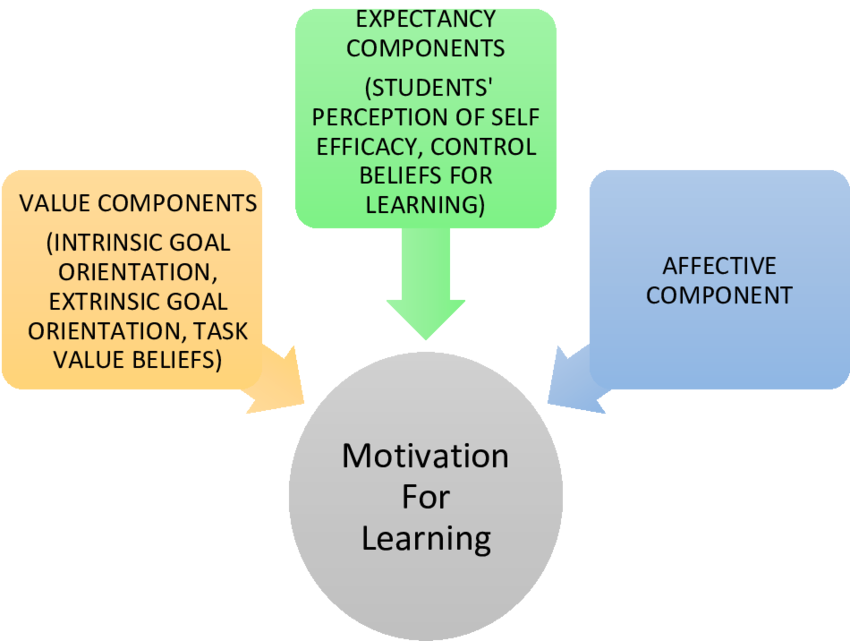 EXPECTANCY
COMPONENTS
(STUDENTS'
PERCEPTION OF SELF
EFFICACY, CONTROL
BELIEFS FOR
LEARNING)
VALUE COMPONENTS
(INTRINSIC GOAL
ORIENTATION,
EXTRINSIC GOAL
ORIENTATION, TASK
VALUE BELIEFS)
AFFECTIVE
COMPONENT
Motivation
For
Learning